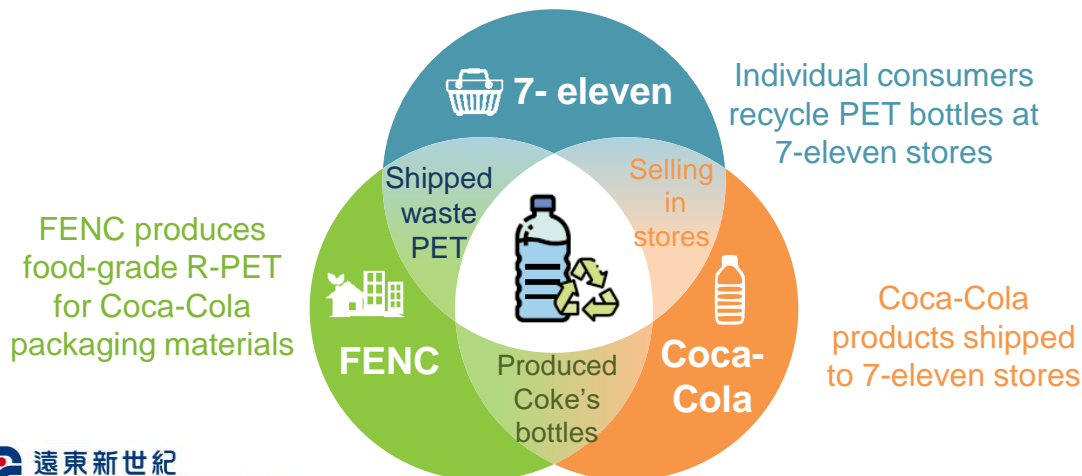 7- eleven
Individual consumers
recycle PET bottles at
7-eleven stores
Shipped
waste
PET
Selling
in
stores
FENC produces
food-grade R-PET
for Coca-Cola
packaging materials
FENC
Coca-
Cola
Coca-Cola
products shipped
to 7-eleven stores
Produced
Coke's
bottles
遠東新世紀